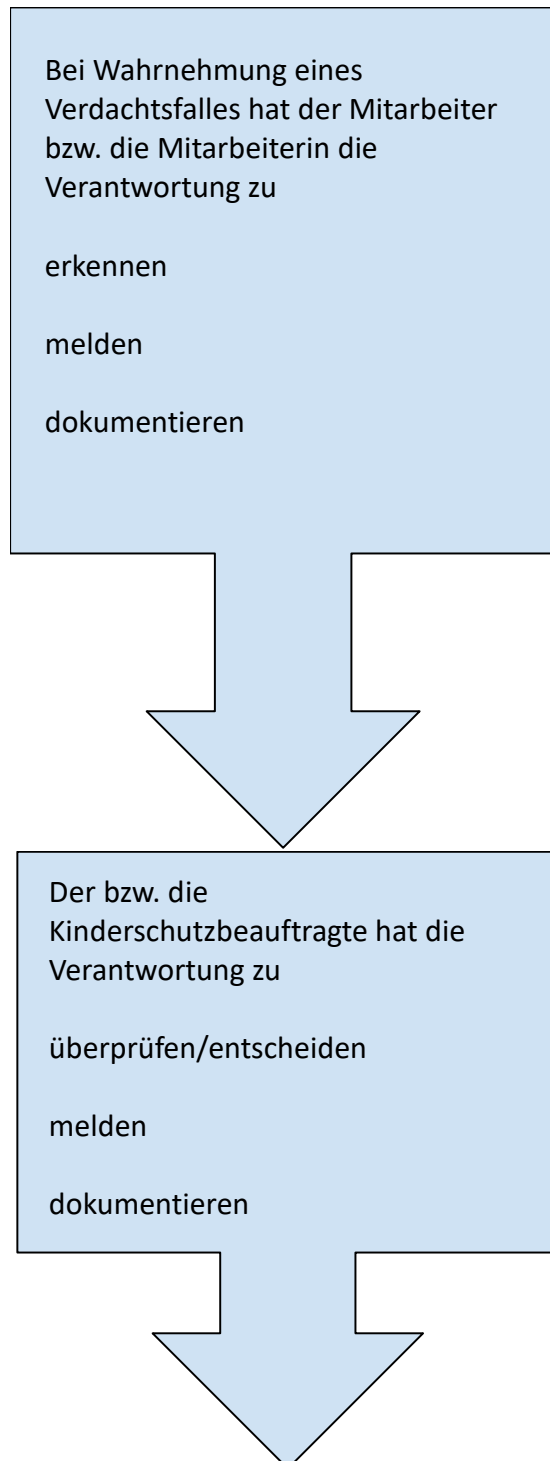 Bei Wahrnehmung eines
Verdachtsfalles hat der Mitarbeiter
bzw. die Mitarbeiterin die
Verantwortung zu
erkennen
melden
dokumentieren
Der bzw. die
Kinderschutzbeauftragte hat die
Verantwortung zu
überprüfen/entscheiden
melden
dokumentieren